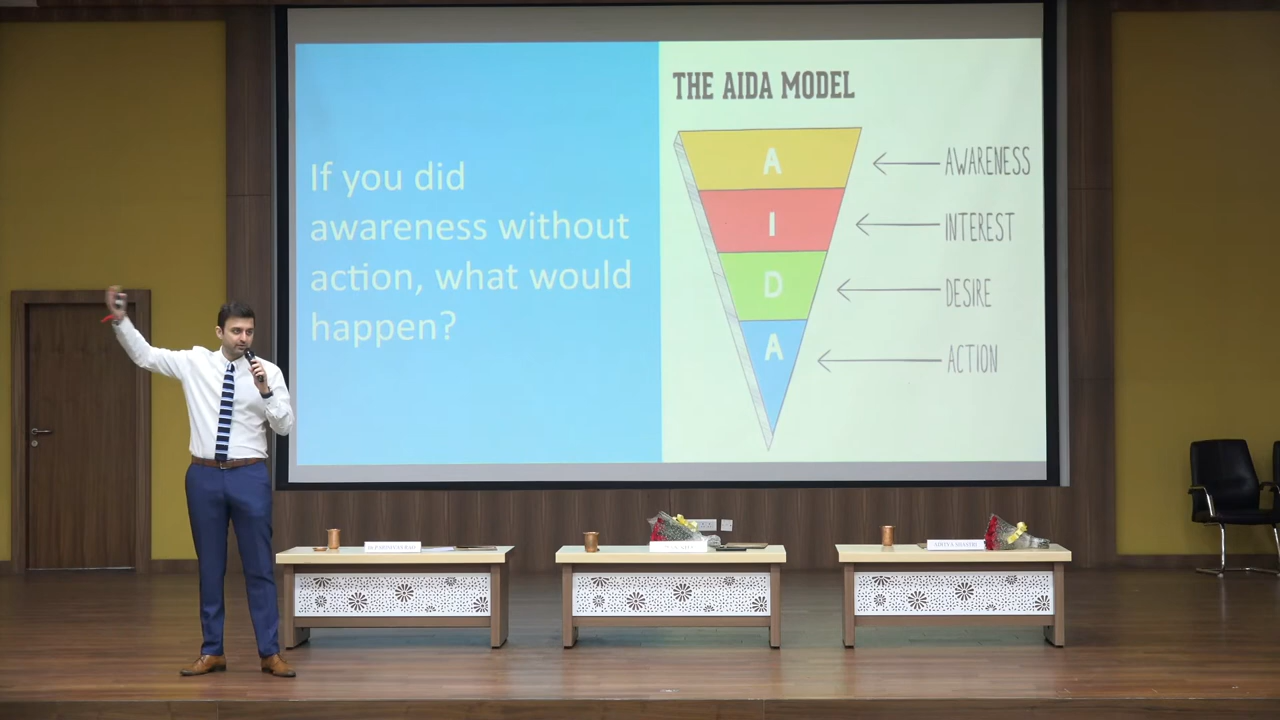 If you did
awareness without
action, what would
happen?
THE AIDA MODEL
A
AWARENESS
I
INTEREST
D
DESIRE
A
ACTION